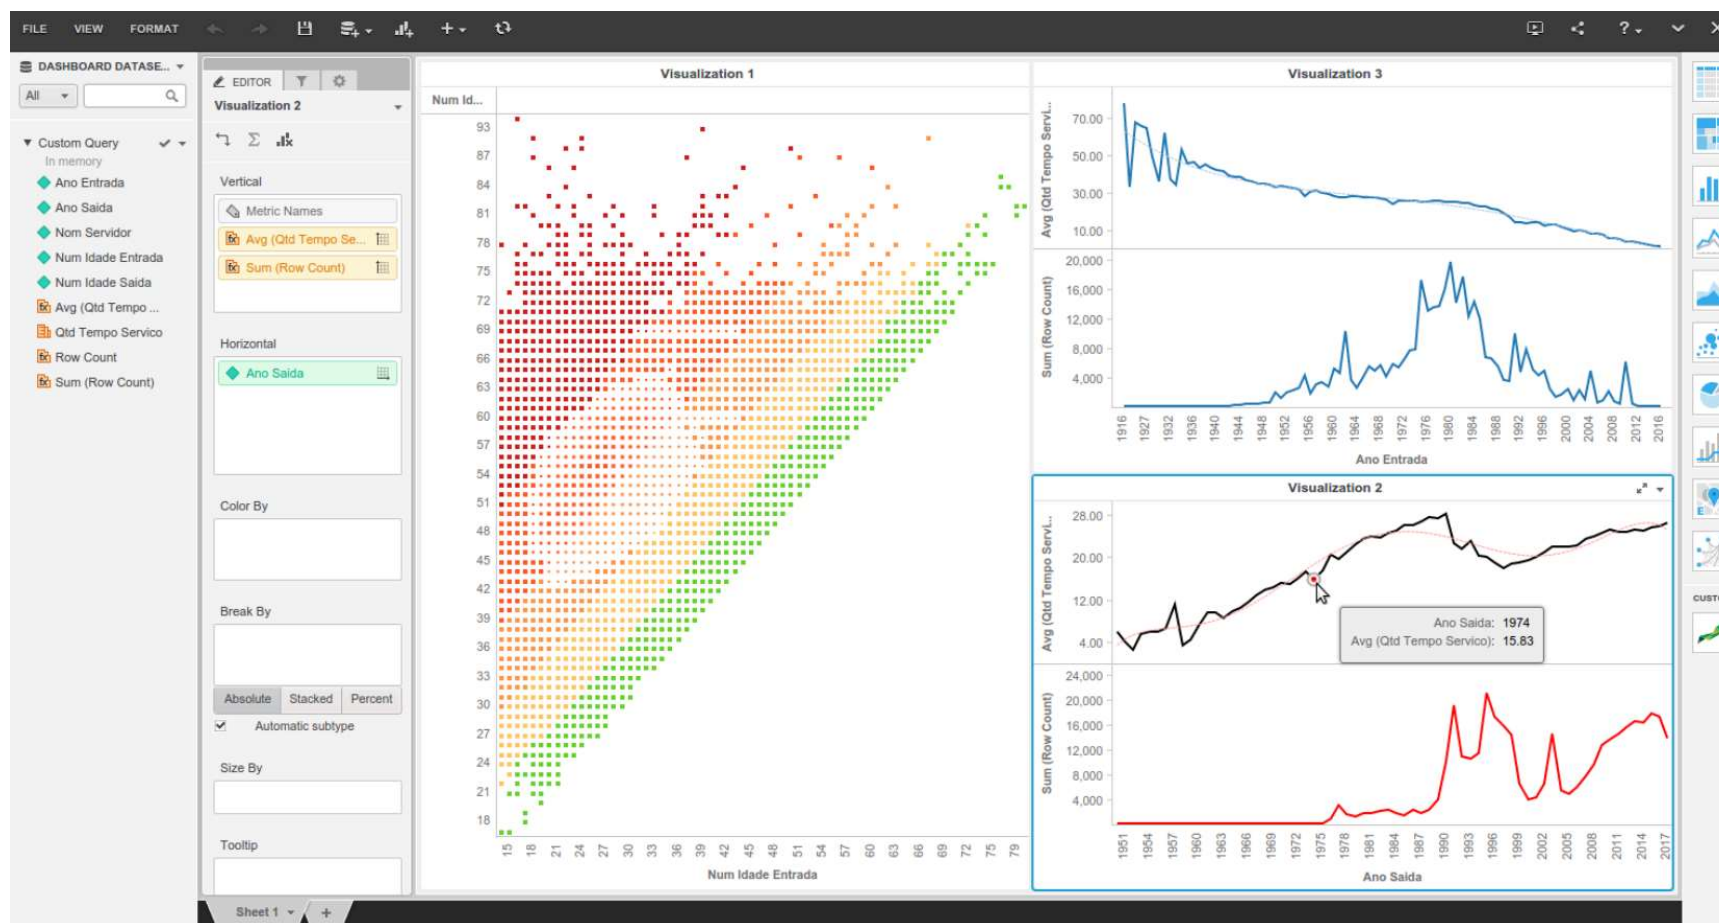 FILE VIEW FORMAT
DASHBOARD DATASE...
All
Custom Query
In memory
Ano Entrada
Ano Saida
Nom Servidor
Num Idade Entrada
Num Idade Saida
Avg (Qtd Tempo ...
Qtd Tempo Servico
Row Count
Sum (Row Count)
EDITOR
Visualization 2
Vertical
Metric Names
Avg (Qtd Tempo Se...
Sum (Row Count)
Horizontal
Ano Saida
Color By
Break By
Absolute Stacked Percent
Automatic subtype
Size By
Tooltip
Sheet 1 +
Visualization 1
Num Id...
93
87
84
81
78
75
72
69
66
63
60
57
54
51
48
45
42
39
36
33
30
27
24
21
18
15 18 21 24 27 30 33 36 39 42 45 48 51 54 57 60 63 66 69 72 75 79
Num Idade Entrada
Visualization 3
Avg (Qtd Tempo Servi...
70.00
50.00
30.00
10.00
Sum (Row Count)
20,000
16,000
12,000
8,000
4,000
1916 1927 1932 1936 1940 1944 1948 1952 1956 1960 1964 1968 1972 1976 1980 1984 1988 1992 1996 2000 2004 2008 2012 2016
Ano Entrada
Visualization 2
Avg (Qtd Tempo Servi...
28.00
20.00
12.00
4.00
Ano Saida: 1974
Avg (Qtd Tempo Servico): 15.83
Sum (Row Count)
24,000
20,000
16,000
12,000
8,000
4,000
1951 1954 1957 1960 1963 1966 1969 1972 1975 1978 1981 1984 1987 1990 1993 1996 1999 2002 2005 2008 2011 2014 2017
Ano Saida
CUST